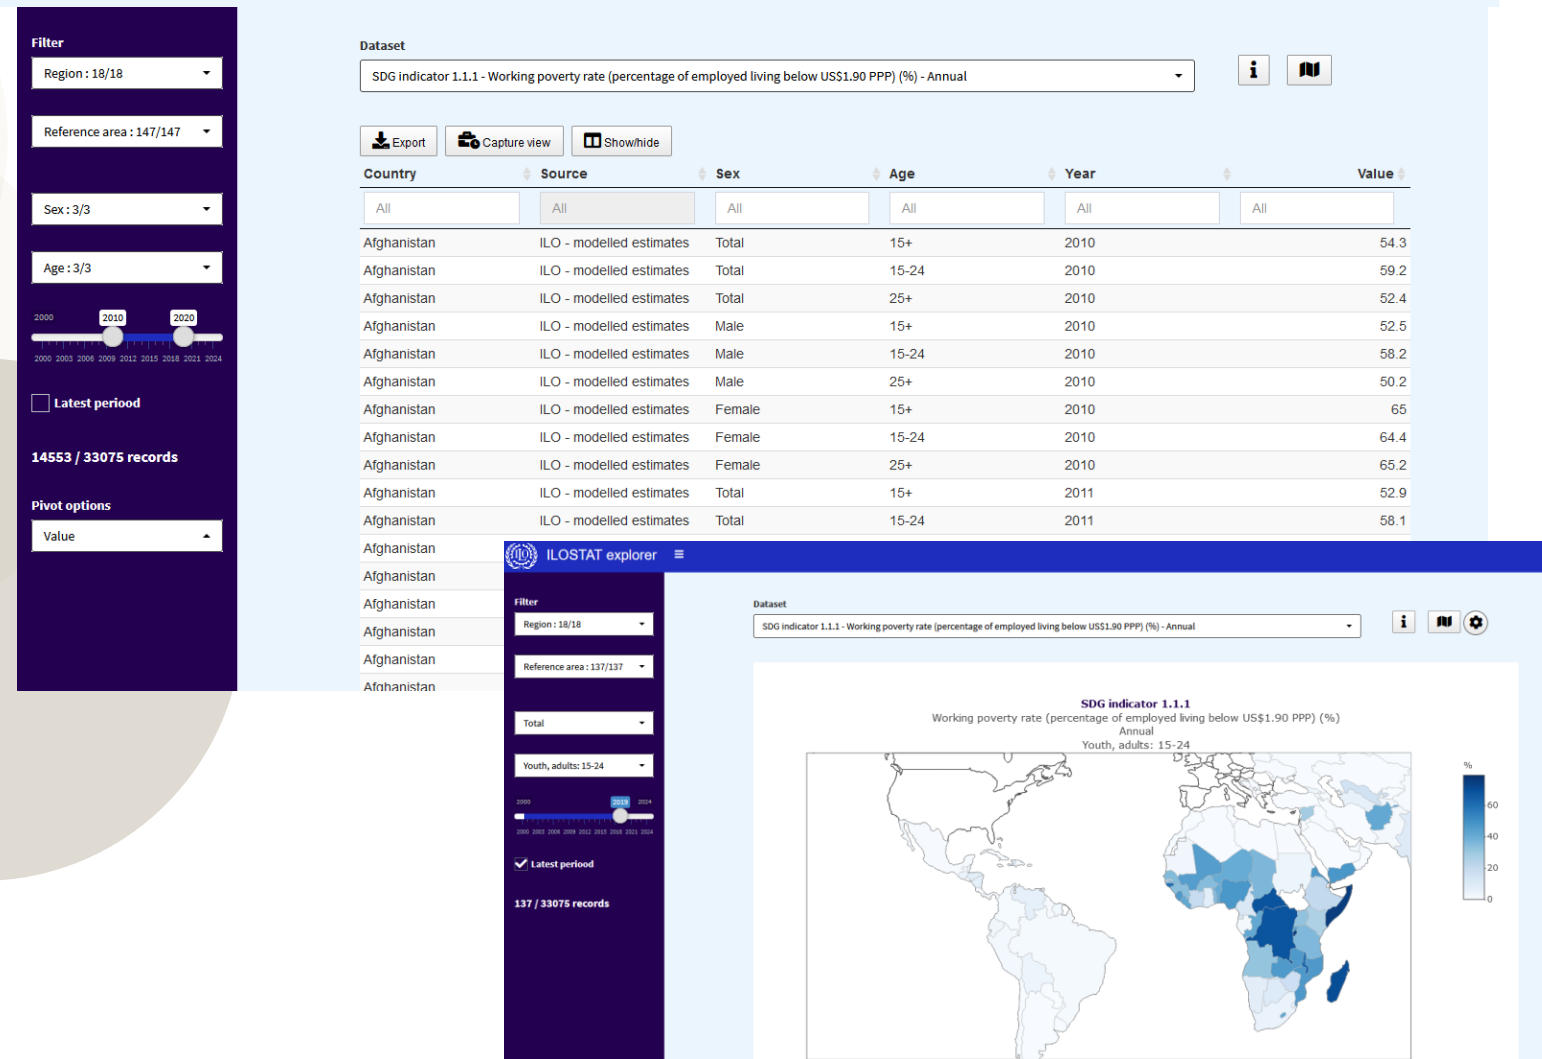 Filter
Region : 18/18
Reference area : 147/147
Sex : 3/3
Age : 3/3
2000 2010 2020
2000 2003 2006 2009 2012 2015 2018 2021 2024
Latest periood
14553 / 33075 records
Pivot options
Value
Dataset
SDG indicator 1.1.1 - Working poverty rate (percentage of employed living below US$1.90 PPP) (%) - Annual
Export Capture view Show/hide
Country Source Sex Age Year Value
All All All All All All
Afghanistan ILO - modelled estimates Total 15+ 2010 54.3
Afghanistan ILO - modelled estimates Total 15-24 2010 59.2
Afghanistan ILO - modelled estimates Total 25+ 2010 52.4
Afghanistan ILO - modelled estimates Male 15+ 2010 52.5
Afghanistan ILO - modelled estimates Male 15-24 2010 58.2
Afghanistan ILO - modelled estimates Male 25+ 2010 50.2
Afghanistan ILO - modelled estimates Female 15+ 2010 65
Afghanistan ILO - modelled estimates Female 15-24 2010 64.4
Afghanistan ILO - modelled estimates Female 25+ 2010 65.2
Afghanistan ILO - modelled estimates Total 15+ 2011 52.9
Afghanistan ILO - modelled estimates Total 15-24 2011 58.1
Afghanistan
Afghanistan
Afghanistan
Afghanistan
Afghanistan
Afghanistan
ILOSTAT explorer
Filter
Region : 18/18
Reference area : 137/137
Total
Youth, adults: 15-24
2000 2019 2024
2000 2003 2006 2009 2012 2015 2018 2021 2024
Latest periood
137 / 33075 records
Dataset
SDG indicator 1.1.1 - Working poverty rate (percentage of employed living below US$1.90 PPP) (%) - Annual
SDG indicator 1.1.1
Working poverty rate (percentage of employed living below US$1.90 PPP) (%)
Annual
Youth, adults: 15-24
%
60
40
20
0